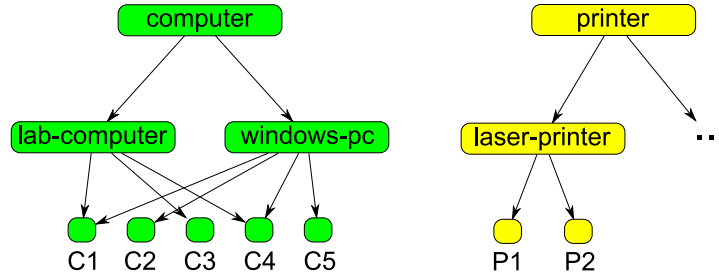 computer printer
lab-computer windows-pc laser-printer ..
C1 C2 C3 C4 C5 P1 P2